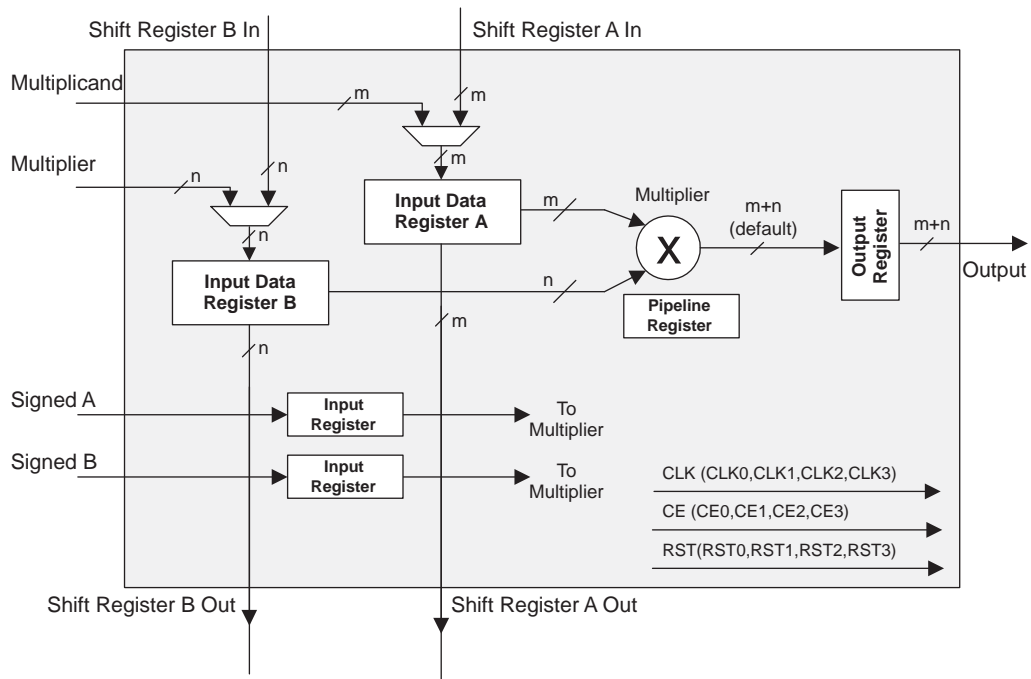 Shift Register B In
Shift Register A In
Multiplicand
m
m
Multiplier
n
n
m
Input Data
Register A
m
Multiplier
X
m+n
(default)
Output
Register
m+n
Output
n
Input Data
Register B
n
Pipeline
Register
m
n
Signed A
Input
Register
To
Multiplier
Signed B
Input
Register
To
Multiplier
CLK (CLK0,CLK1,CLK2,CLK3)
CE (CE0,CE1,CE2,CE3)
RST(RST0,RST1,RST2,RST3)
Shift Register B Out
Shift Register A Out